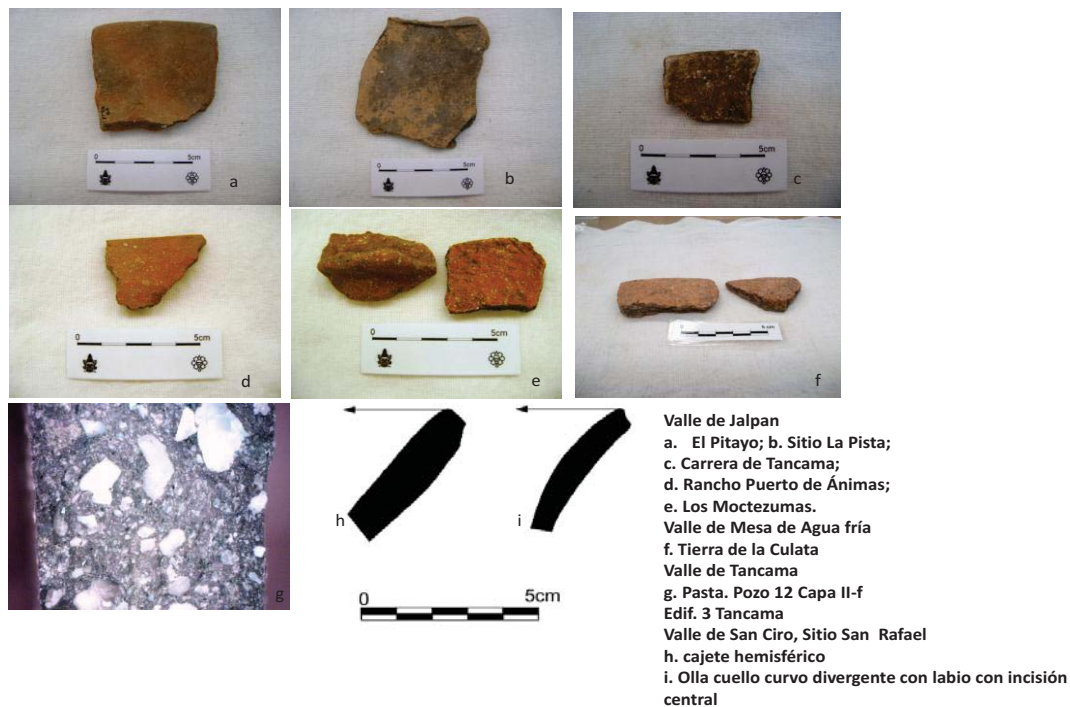 0 5cm
a
0 5cm
b
0 5cm
c
0 5cm
d
0 5cm
e
0
f
g
h
i
0 5cm
Valle de Jalpan
a. El Pitayo; b. Sitio La Pista;
c. Carrera de Tancama;
d. Rancho Puerto de Ánimas;
e. Los Moctezumas.
Valle de Mesa de Agua fría
f. Tierra de la Culata
Valle de Tancama
g. Pasta. Pozo 12 Capa II-f
Edif. 3 Tancama
Valle de San Ciro, Sitio San Rafael
h. cajete hemisférico
i. Olla cuello curvo divergente con labio con incisión
central